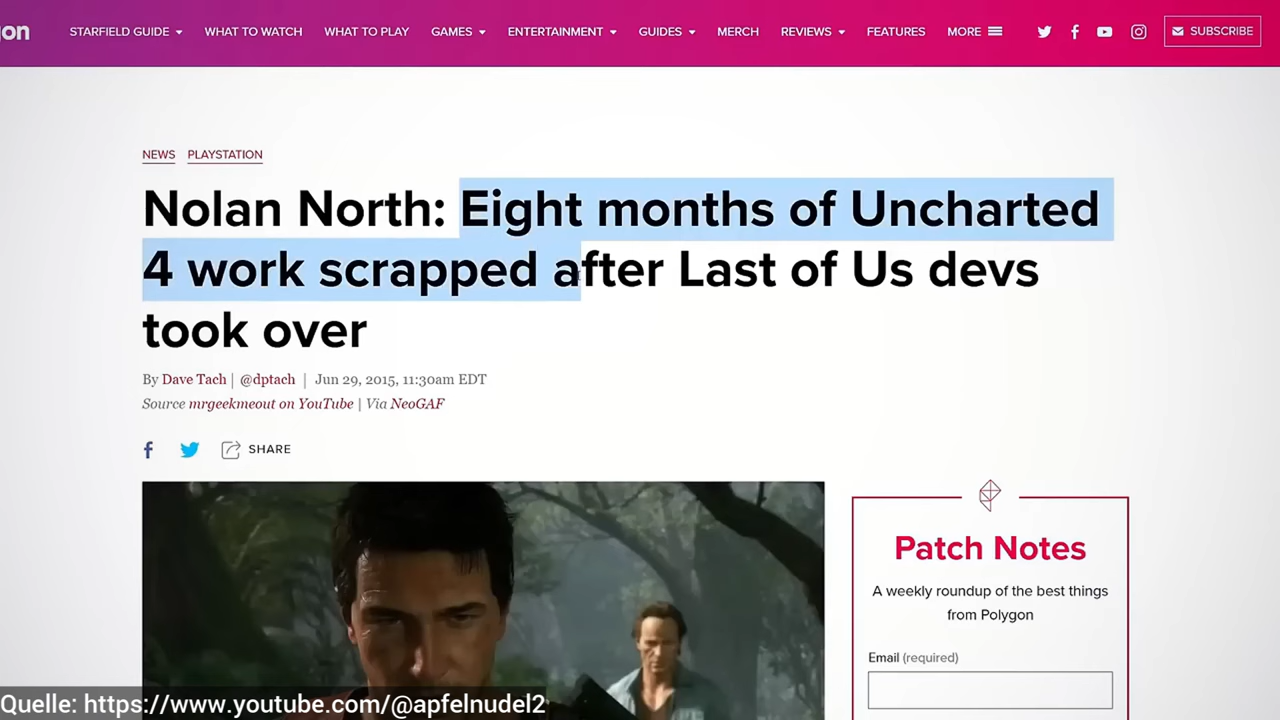 on
STARFIELD GUIDE WHAT TO WATCH WHAT TO PLAY GAMES ENTERTAINMENT GUIDES MERCH REVIEWS FEATURES MORE SUBSCRIBE
NEWS PLAYSTATION
Nolan North: Eight months of Uncharted
4 work scrapped after Last of Us devs
took over
By Dave Tach | @dptach | Jun 29, 2015, 11:30am EDT
Source mrgeekmeout on YouTube | Via NeoGAF
SHARE
Patch Notes
A weekly roundup of the best things
from Polygon
Email (required)
Quelle: https://www.youtube.com/@apfelnudel2